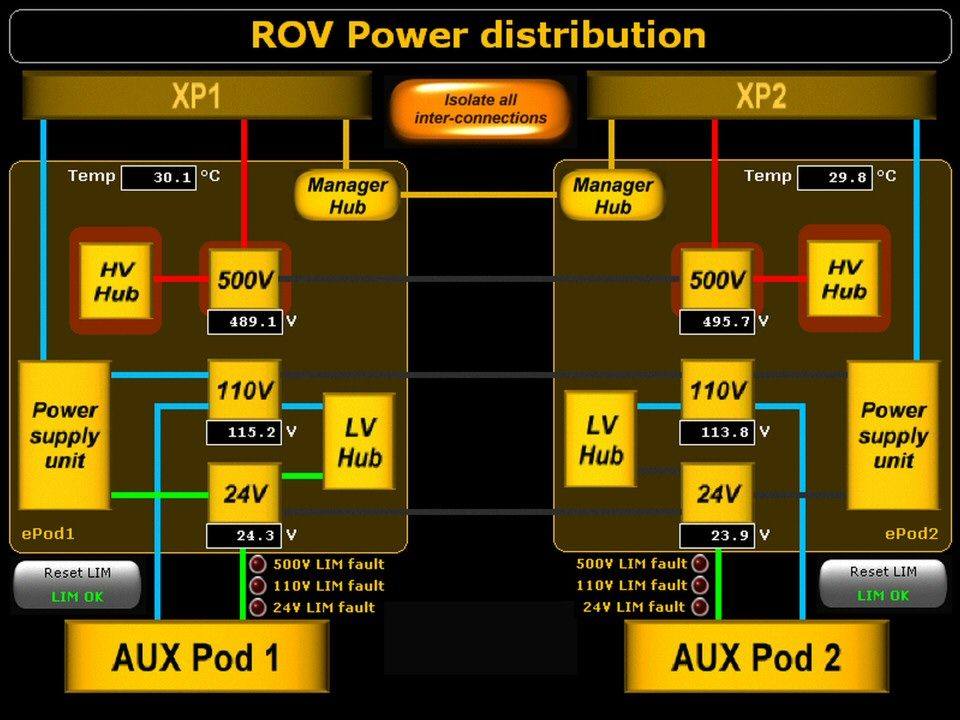 ROV Power distribution
XP1
Isolate all
inter-connections
XP2
Temp 30.1 °C
Manager
Hub
Manager
Hub
Temp 29.8 °C
HV
Hub
500V
489.1 V
500V
495.7 V
HV
Hub
Power
supply
unit
110V
115.2 V
LV
Hub
24V
24.3 V
ePod1
LV
Hub
110V
113.8 V
24V
23.9 V
Power
supply
unit
ePod2
Reset LIM
LIM OK
500V LIM fault
110V LIM fault
24V LIM fault
500V LIM fault
110V LIM fault
24V LIM fault
Reset LIM
LIM OK
AUX Pod 1
AUX Pod 2